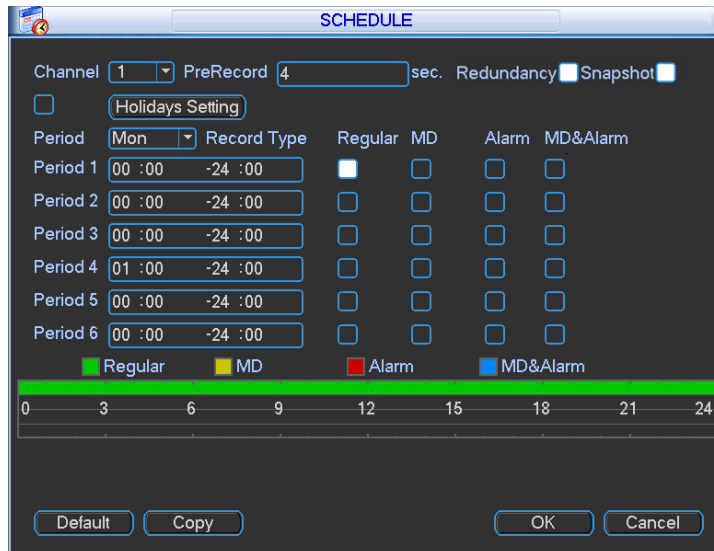 SCHEDULE
Channel 1 PreRecord 4 sec. Redundancy Snapshot
Holidays Setting
Period Mon Record Type Regular MD Alarm MD&Alarm
Period 1 00 :00 -24 :00
Period 2 00 :00 -24 :00
Period 3 00 :00 -24 :00
Period 4 01 :00 -24 :00
Period 5 00 :00 -24 :00
Period 6 00 :00 -24 :00
Regular MD Alarm MD&Alarm
0 3 6 9 12 15 18 21 24
Default Copy OK Cancel